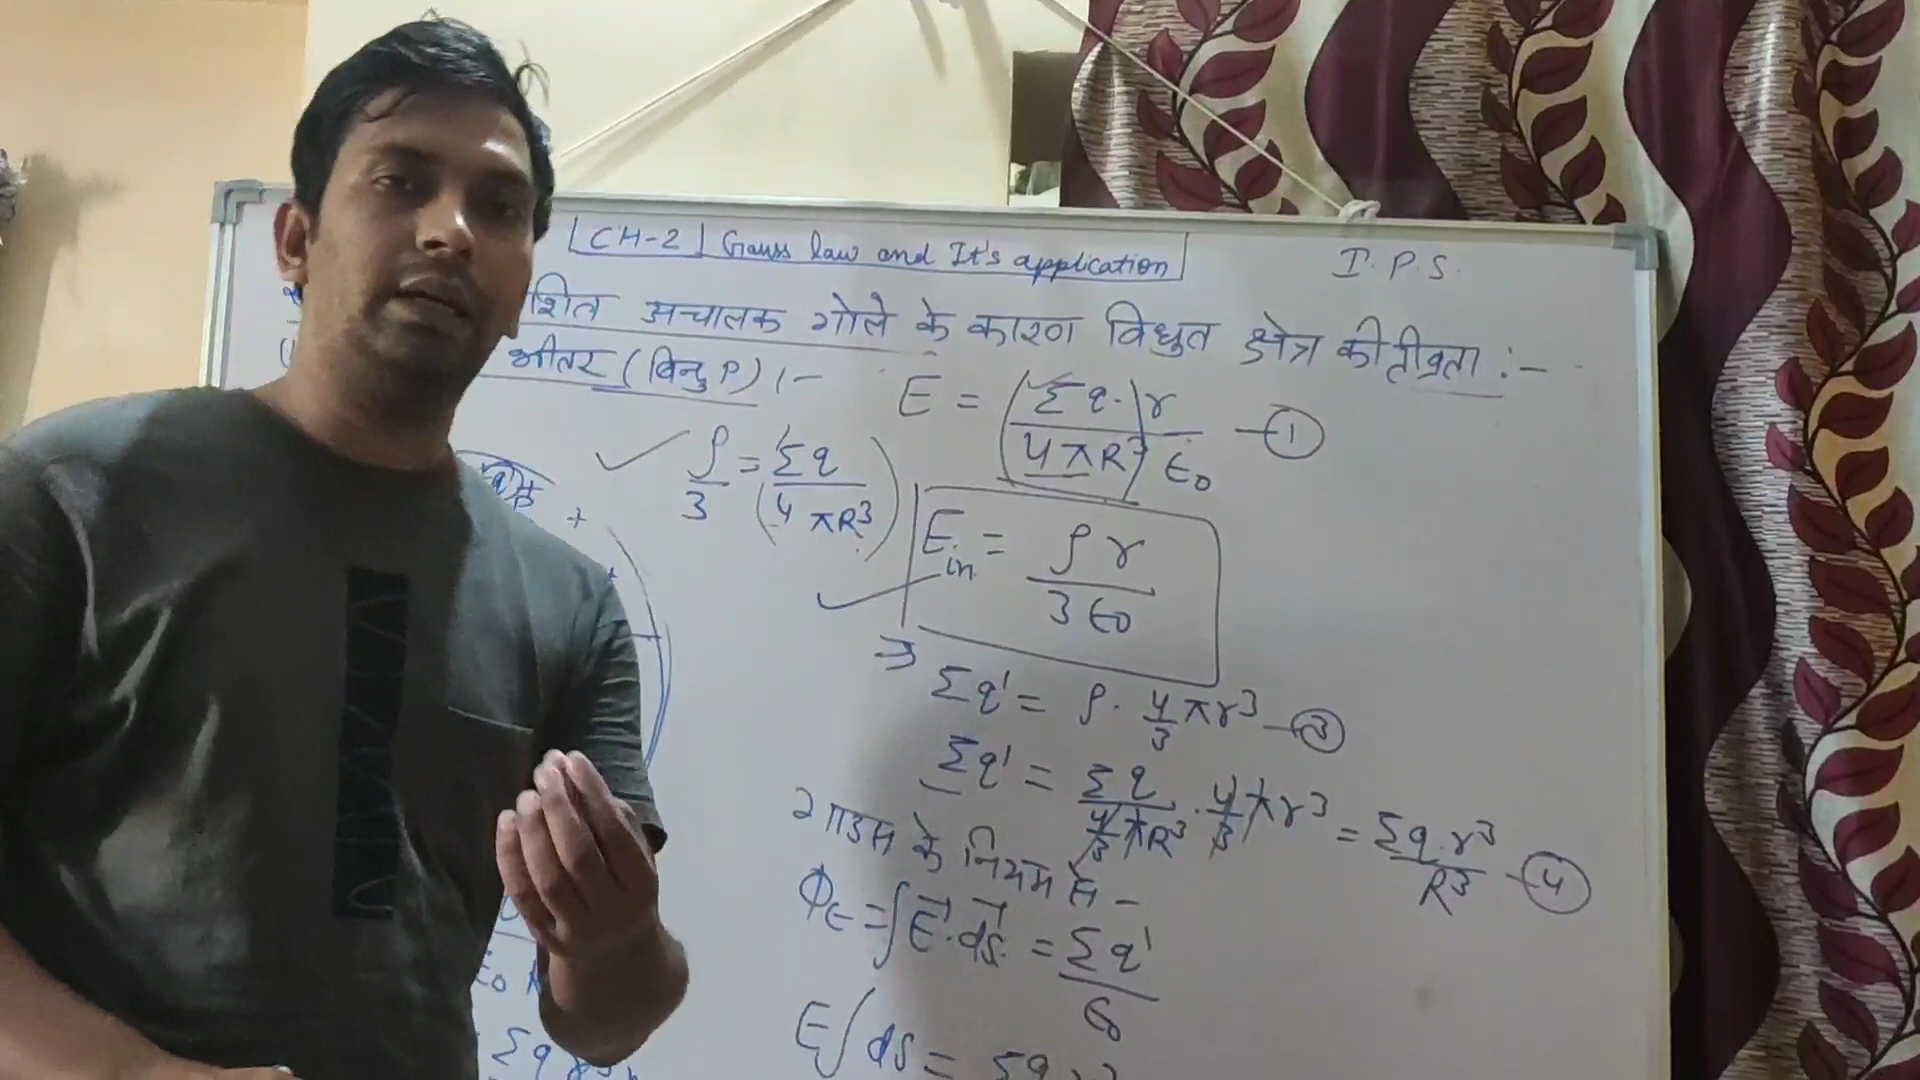 CH-2 Gauss law and It's application
I.P.S.
शित अचालक गोले के कारण विधुत क्षेत्र की तीव्रता :-
भीतर (बिन्दु P) :-
E = (Σq.)r / (4πR³) ϵ₀ — ①
ρ/3 = Σq / (4πR³)
E_in = ρr / 3ϵ₀
⇒ Σq' = ρ. 4/3 πr³ — ③
Σq' = Σq / (4/3 πR³) . 4/3 πr³ = Σq.r³ / R³ — ④
गाउस के नियम से -
Φ_E = ∫E⃗.ds⃗ = Σq' / ϵ₀
E∫ds =